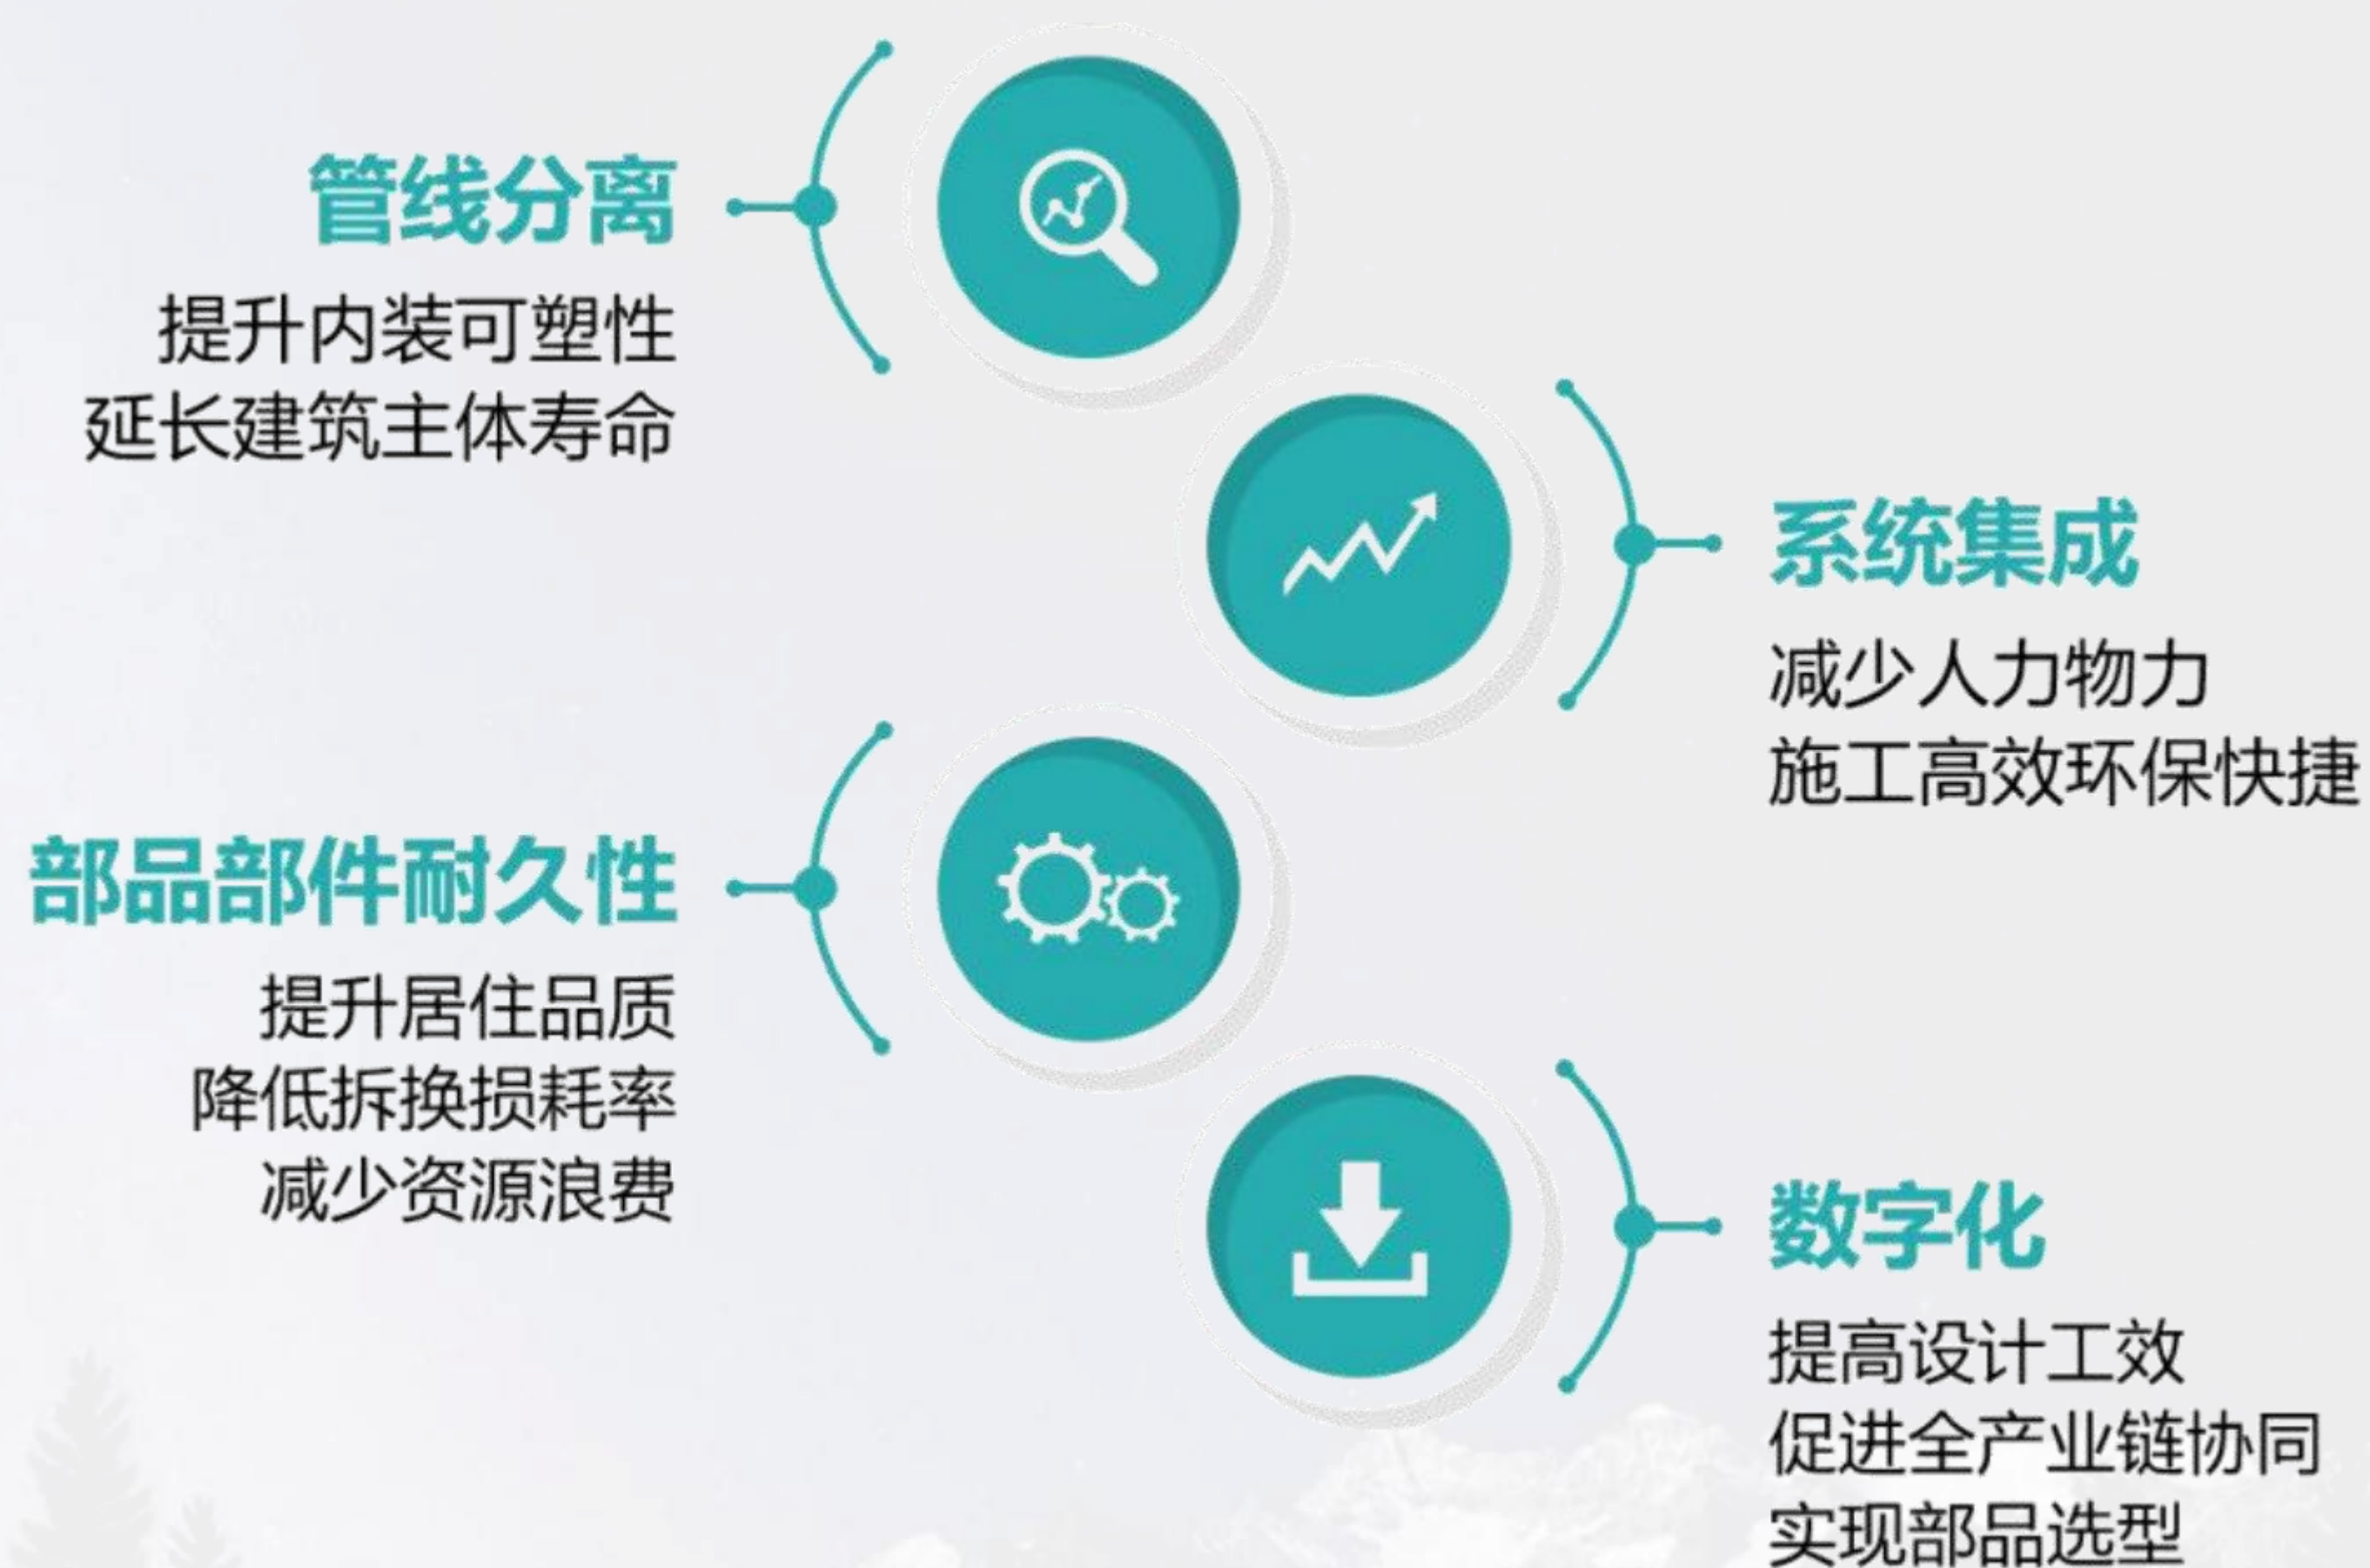 管线分离
提升内装可塑性
延长建筑主体寿命
系统集成
减少人力物力
施工高效环保快捷
部品部件耐久性
提升居住品质
降低拆换损耗率
减少资源浪费
数字化
提高设计工效
促进全产业链协同
实现部品选型